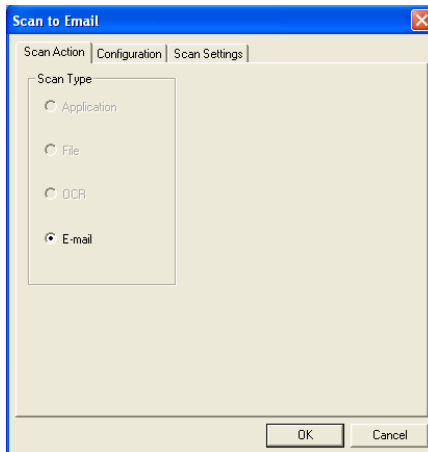 Scan to Email
Scan Action Configuration Scan Settings
Scan Type
Application
File
OCR
E-mail
OK Cancel